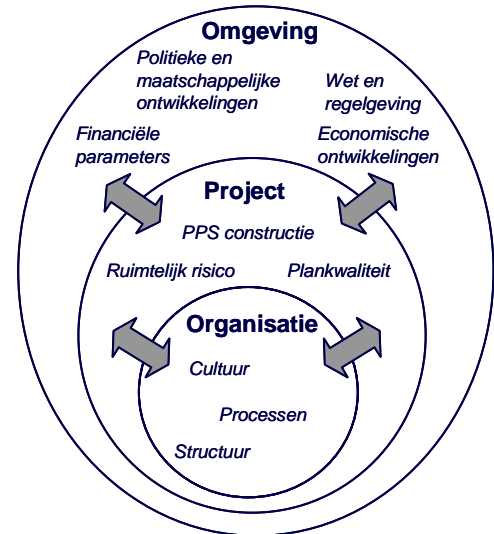 Omgeving
Politieke en
maatschappelijke
ontwikkelingen
Wet en
regelgeving
Financiële
parameters
Economische
ontwikkelingen
Project
PPS constructie
Ruimtelijk risico
Plankwaliteit
Organisatie
Cultuur
Processen
Structuur